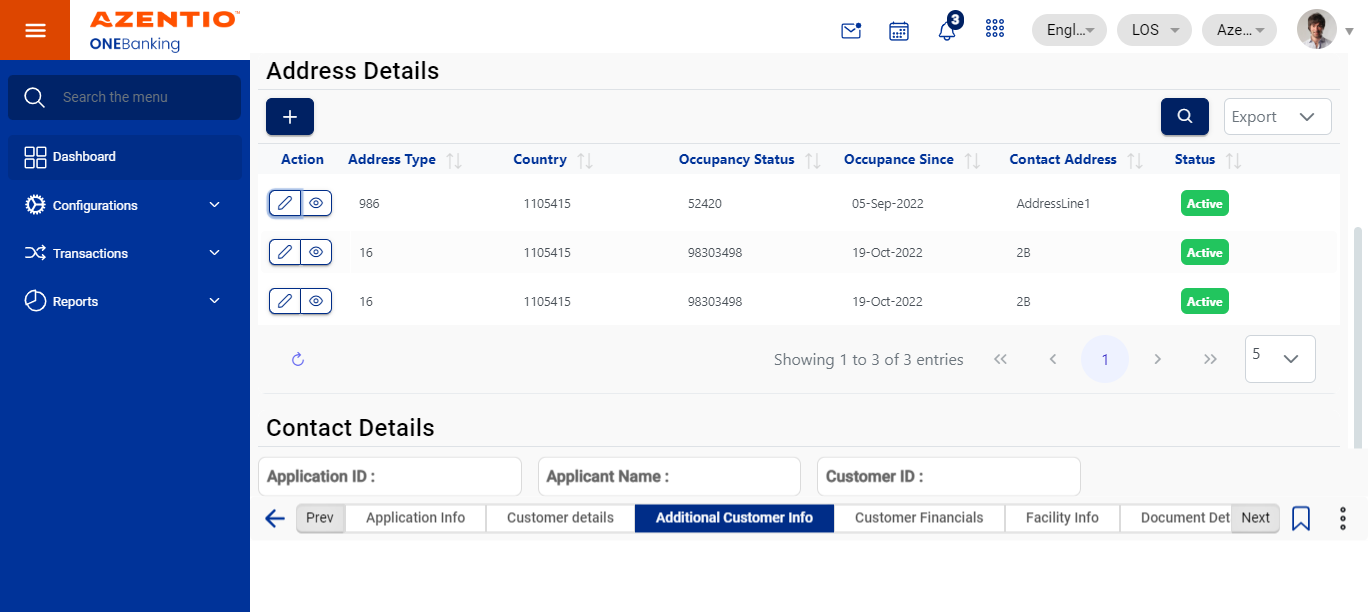 AZENTIO™
ONEBanking
3
Engl...
LOS
Aze...
Search the menu
Dashboard
Configurations
Transactions
Reports
Address Details
+
Export
Action Address Type Country Occupancy Status Occupance Since Contact Address Status
986 1105415 52420 05-Sep-2022 AddressLine1 Active
16 1105415 98303498 19-Oct-2022 2B Active
16 1105415 98303498 19-Oct-2022 2B Active
Showing 1 to 3 of 3 entries << < 1 > >> 5
Contact Details
Application ID : Applicant Name : Customer ID :
Prev Application Info Customer details Additional Customer Info Customer Financials Facility Info Document Det Next